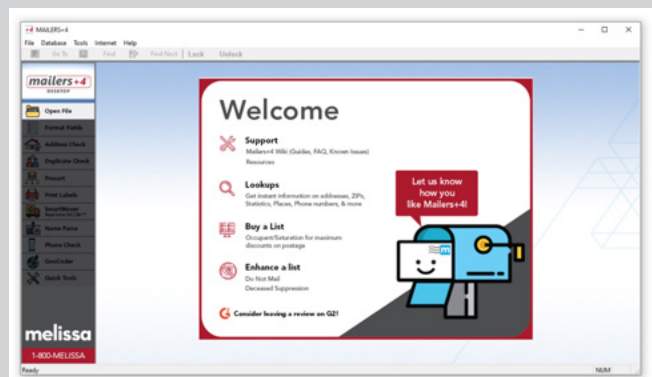 MAILERS+4
File Database Tools Internet Help
Go To Find Find Next Lock Unlock
mailers+4
DESKTOP
Open File
Format Fields
Address Check
Duplicate Check
Presort
Print Labels
SmartMover
Name Parse
Phone Check
GeoCoder
Quick Tools
melissa
1-800-MELISSA
Welcome
Support
Mailers+4 Wiki (Guides, FAQ, Known Issues)
Resources
Lookups
Get instant information on addresses, ZIPs,
Statistics, Places, Phone numbers, & more
Buy a List
Occupant/Saturation for maximum
discounts on postage
Enhance a list
Do Not Mail
Deceased Suppression
Consider leaving a review on G2!
Let us know
how you
like Mailers+4!
Ready
NUM